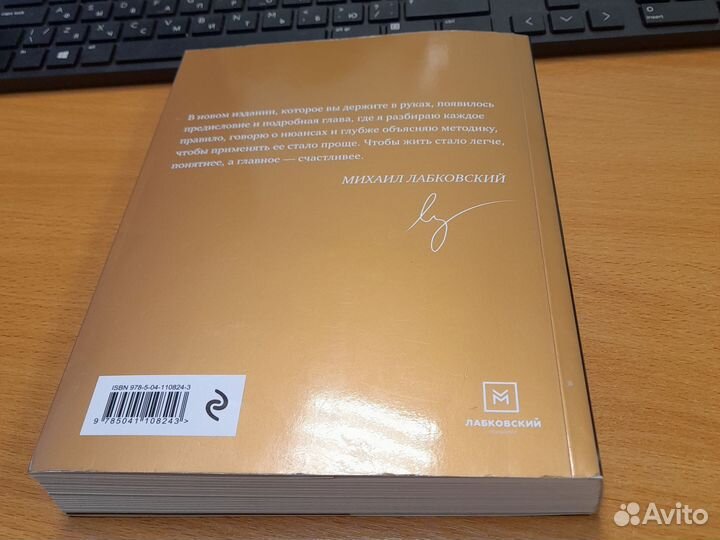 В новом издании, которое вы держите в руках, появилось
предисловие и подробная глава, где я разбираю каждое
правило, говорю о нюансах и глубже объясняю методику,
чтобы применять ее стало проще. Чтобы жить стало легче,
понятнее, а главное — счастливее.
МИХАИЛ ЛАБКОВСКИЙ
ISBN 978-5-04-110824-3
9 785041 108243>
ЛАБКОВСКИЙ
Avito